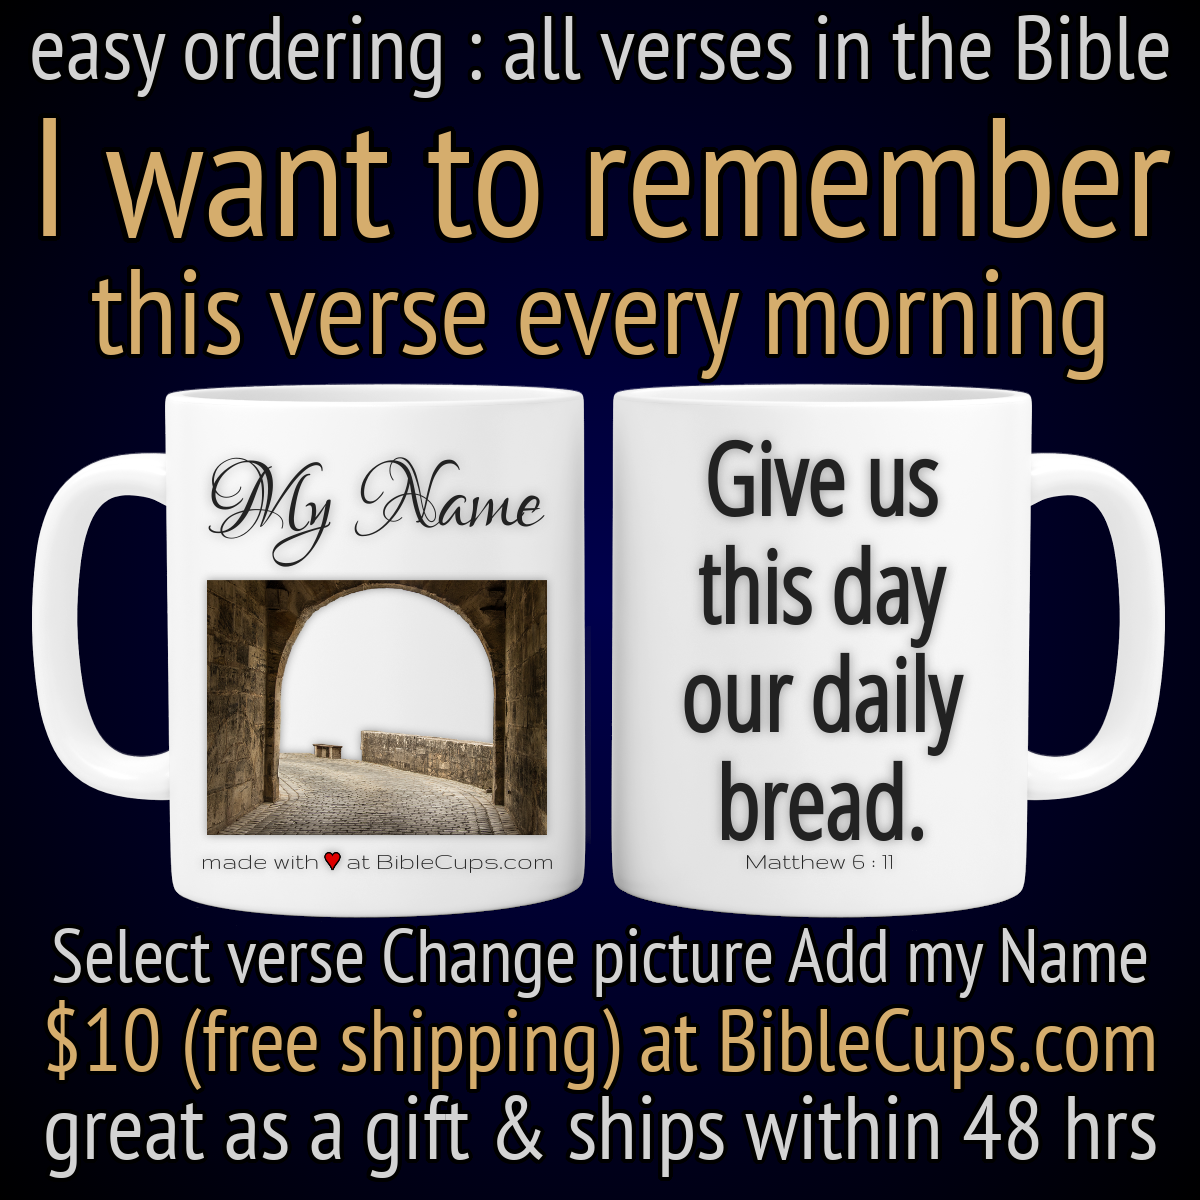 easy ordering : all verses in the Bible
I want to remember
this verse every morning
My Name
made with ♥ at BibleCups.com
Give us
this day
our daily
bread.
Matthew 6 : 11
Select verse Change picture Add my Name
$10 (free shipping) at BibleCups.com
great as a gift & ships within 48 hrs